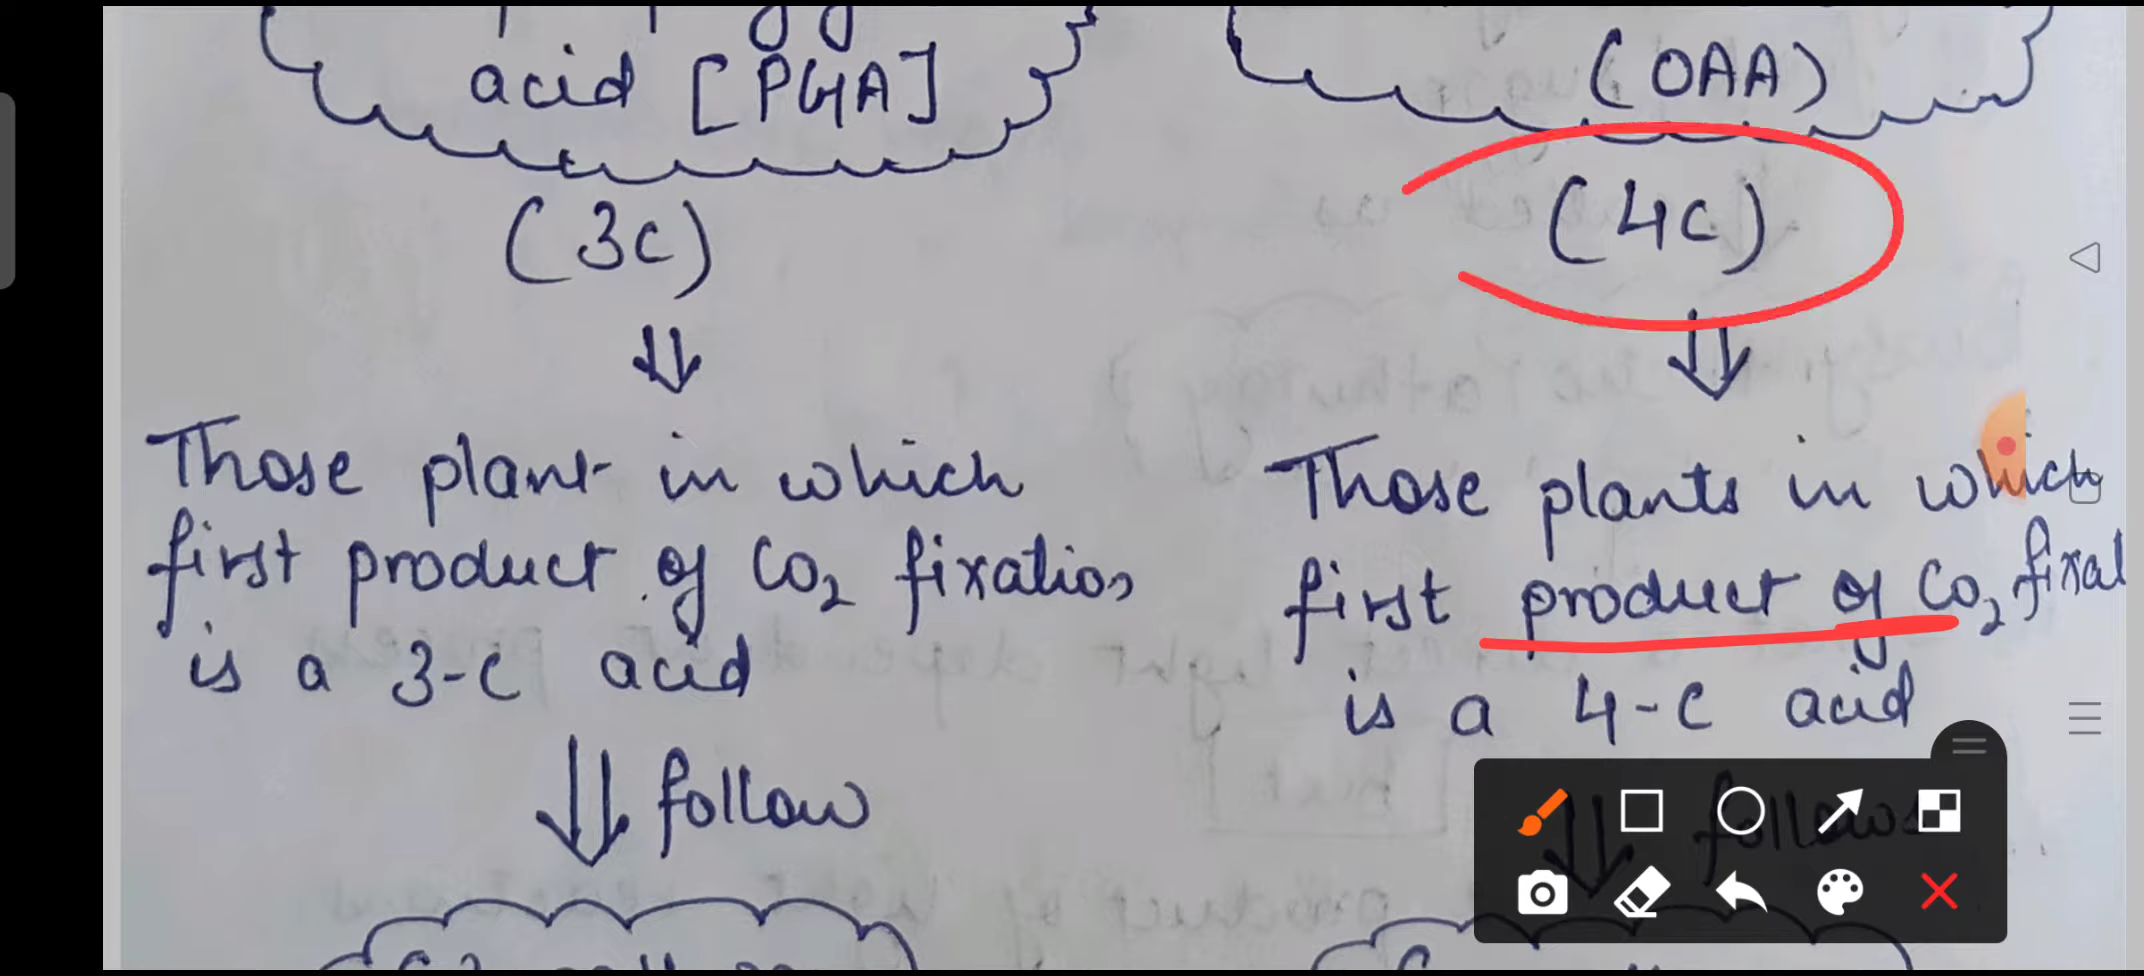 acid [PGA]
(OAA)
(3C)
(4C)
Those plant in which
first product of CO2 fixation
is a 3-C acid
follow
Those plants in which
first product of CO2 fixat
is a 4-C acid
follows